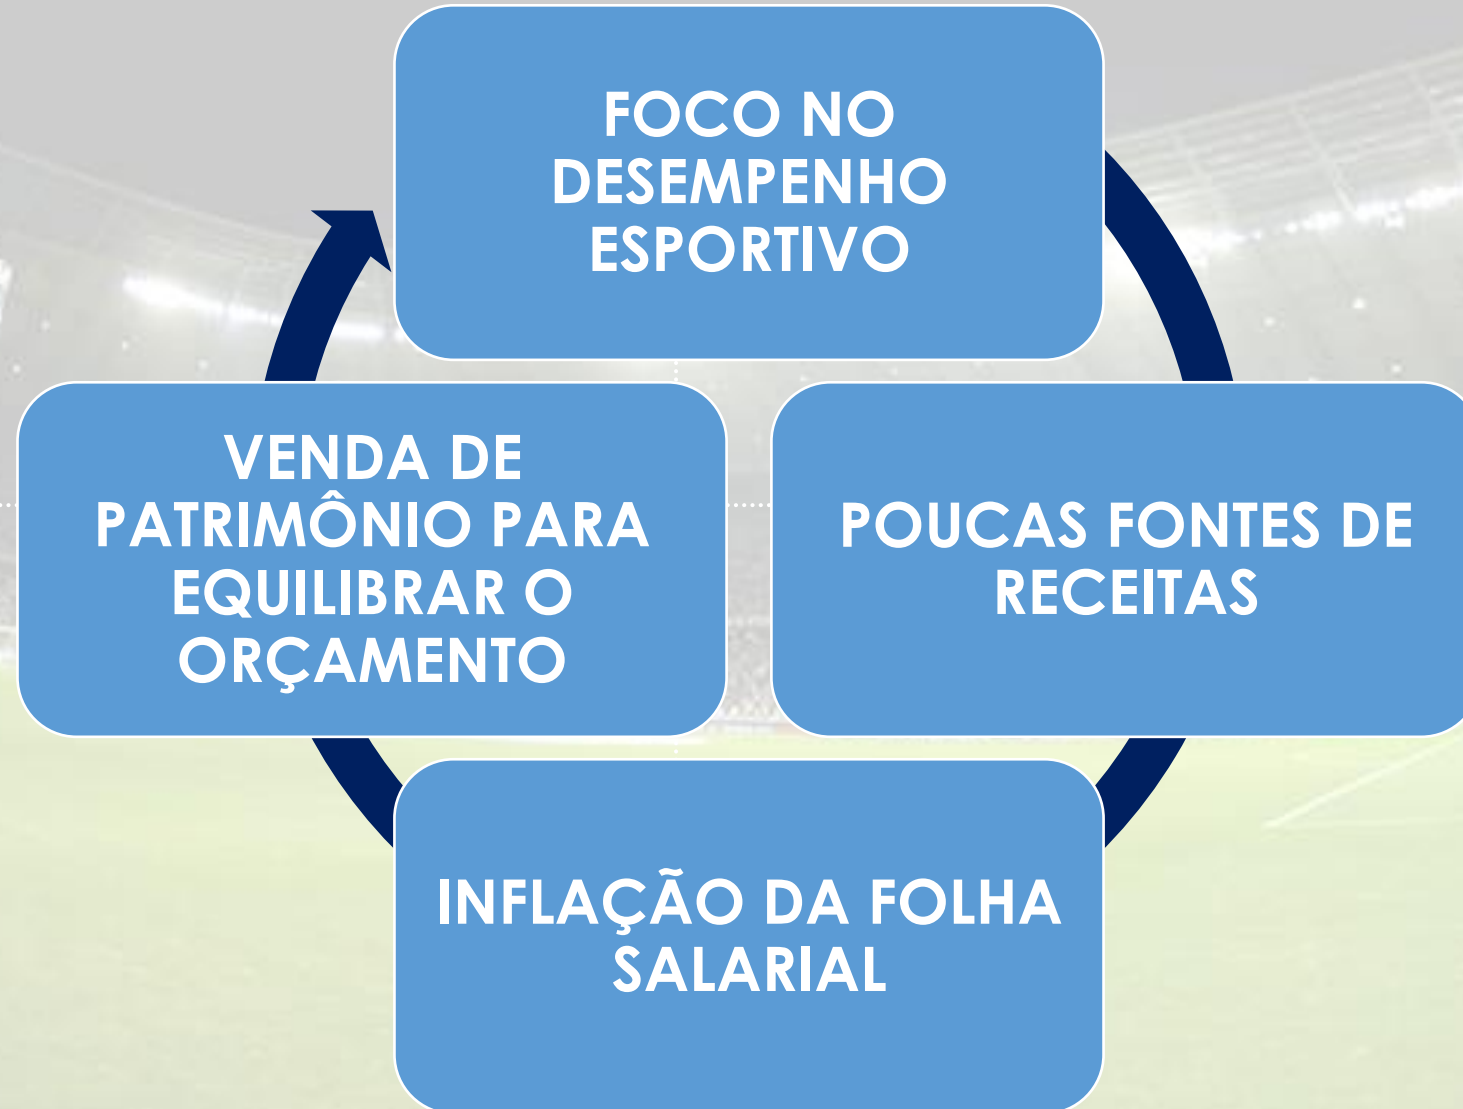 FOCO NO
DESEMPENHO
ESPORTIVO
VENDA DE
PATRIMÔNIO PARA
EQUILIBRAR O
ORÇAMENTO
POUCAS FONTES DE
RECEITAS
INFLAÇÃO DA FOLHA
SALARIAL